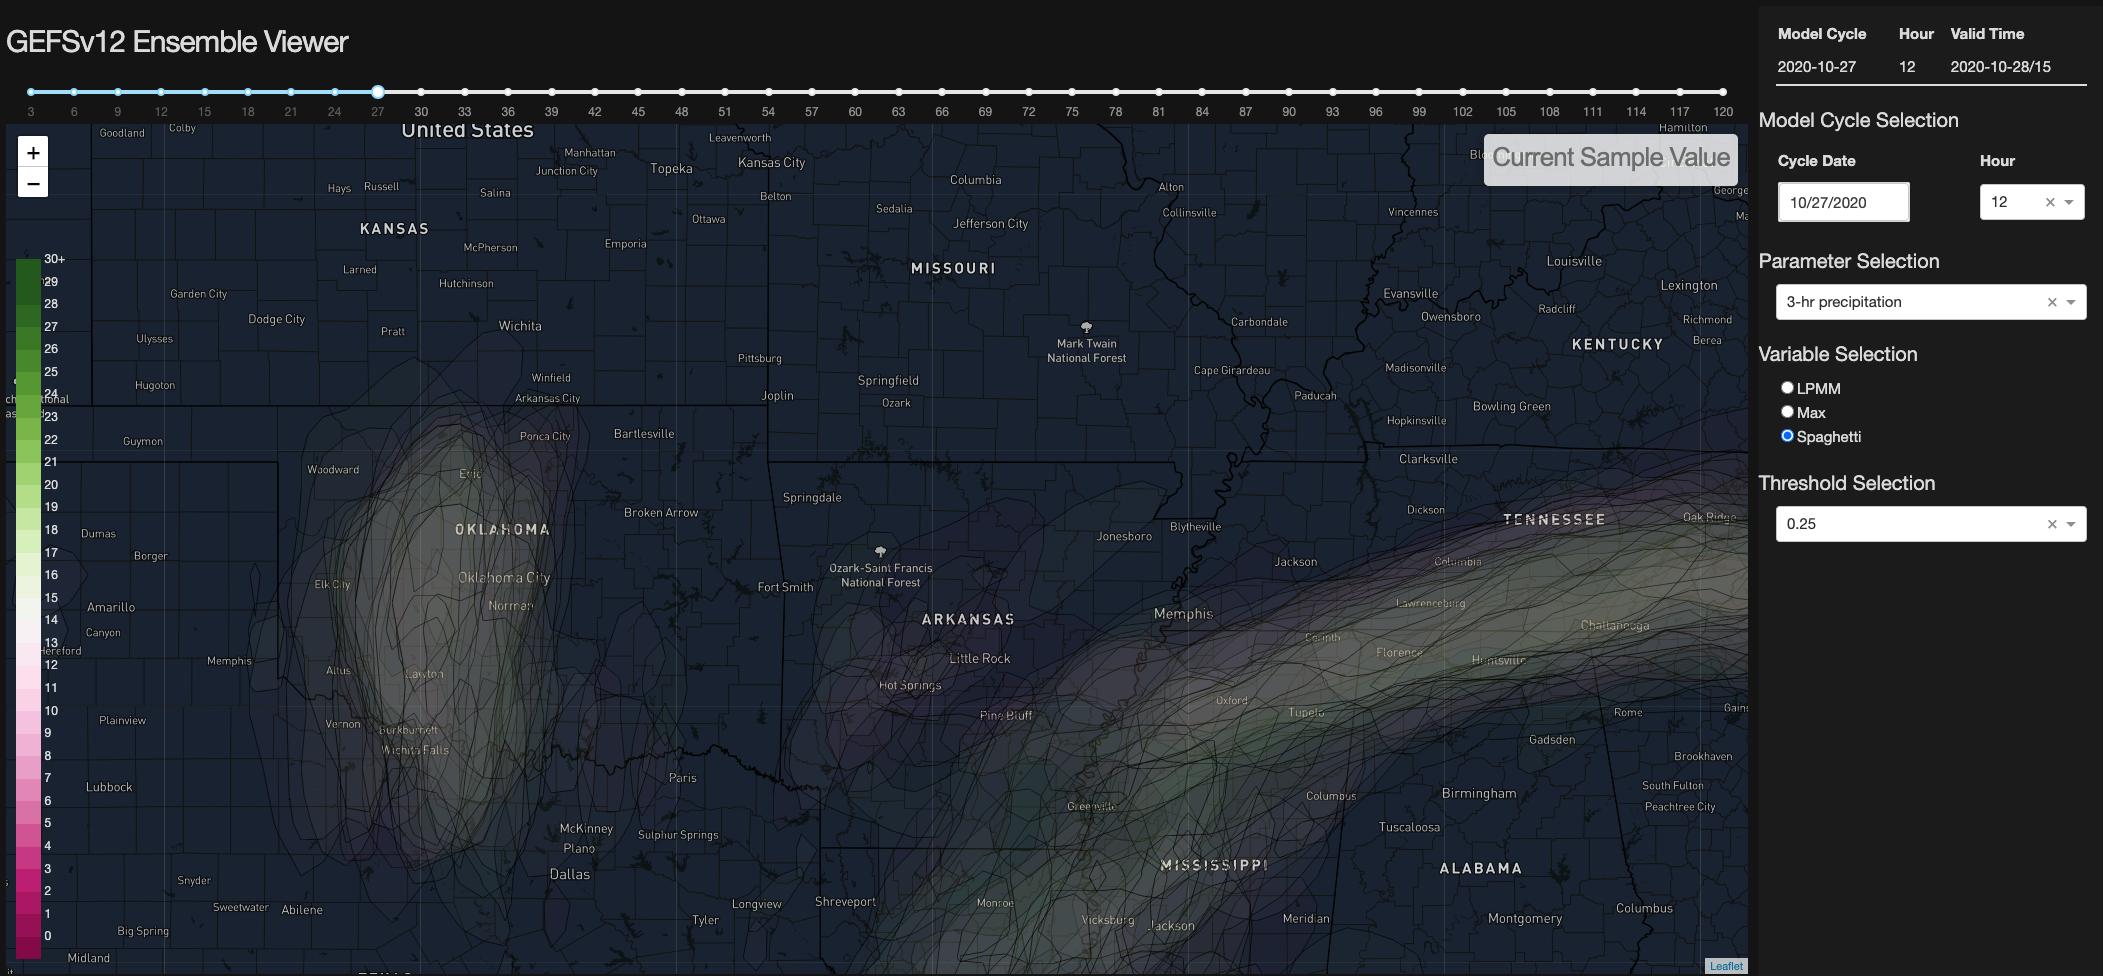 GEFSv12 Ensemble Viewer
3 6 9 12 15 18 21 24 27 30 33 36 39 42 45 48 51 54 57 60 63 66 69 72 75 78 81 84 87 90 93 96 99 102 105 108 111 114 117 120
Model Cycle Hour Valid Time
2020-10-27 12 2020-10-28/15
Model Cycle Selection
Cycle Date Hour
10/27/2020 12
Parameter Selection
3-hr precipitation
Variable Selection
LPMM
Max
Spaghetti
Threshold Selection
0.25
Current Sample Value
+
−
30+
29
28
27
26
25
24
23
22
21
20
19
18
17
16
15
14
13
12
11
10
9
8
7
6
5
4
3
2
1
0
United States
Goodland
Colby
Leavenworth
Hamilton
Manhattan
Junction City
Topeka
Kansas City
Hays
Russell
Salina
Belton
Columbia
Alton
George
KANSAS
Ottawa
Sedalia
Jefferson City
Collinsville
Vincennes
McPherson
Emporia
Larned
Hutchinson
MISSOURI
Louisville
Garden City
Dodge City
Evansville
Lexington
Ulysses
Pratt
Wichita
Mark Twain
National Forest
Carbondale
Owensboro
Radcliff
Richmond
Berea
KENTUCKY
Pittsburg
Hugoton
Winfield
Arkansas City
Joplin
Springfield
Ozark
Cape Girardeau
Madisonville
Paducah
Bowling Green
Hopkinsville
Guymon
Ponca City
Bartlesville
Woodward
Enid
Clarksville
Springdale
Broken Arrow
Dickson
TENNESSEE
Oak Ridge
OKLAHOMA
Dumas
Borger
Jonesboro
Blytheville
Elk City
Oklahoma City
Norman
Fort Smith
Ozark-Saint Francis
National Forest
Jackson
Columbia
Amarillo
Canyon
Hereford
ARKANSAS
Memphis
Lawrenceburg
Corinth
Chattanooga
Memphis
Altus
Lawton
Little Rock
Hot Springs
Florence
Huntsville
Plainview
Vernon
Burkburnett
Wichita Falls
Pine Bluff
Oxford
Tupelo
Rome
Gains
Gadsden
Brookhaven
Lubbock
Paris
Greenville
Columbus
Birmingham
South Fulton
Peachtree City
McKinney
Plano
Sulphur Springs
Tuscaloosa
Dallas
MISSISSIPPI
ALABAMA
Snyder
Sweetwater
Abilene
Longview
Tyler
Shreveport
Monroe
Vicksburg
Jackson
Meridian
Montgomery
Columbus
Big Spring
Midland
Leaflet